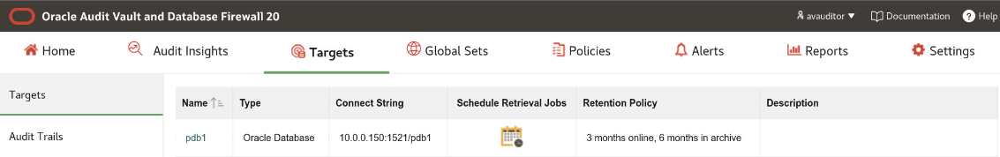 Oracle Audit Vault and Database Firewall 20
avauditor
Documentation
Help
Home
Audit Insights
Targets
Global Sets
Policies
Alerts
Reports
Settings
Targets
Audit Trails
Name Type Connect String Schedule Retrieval Jobs Retention Policy Description
pdb1 Oracle Database 10.0.0.150:1521/pdb1 3 months online, 6 months in archive